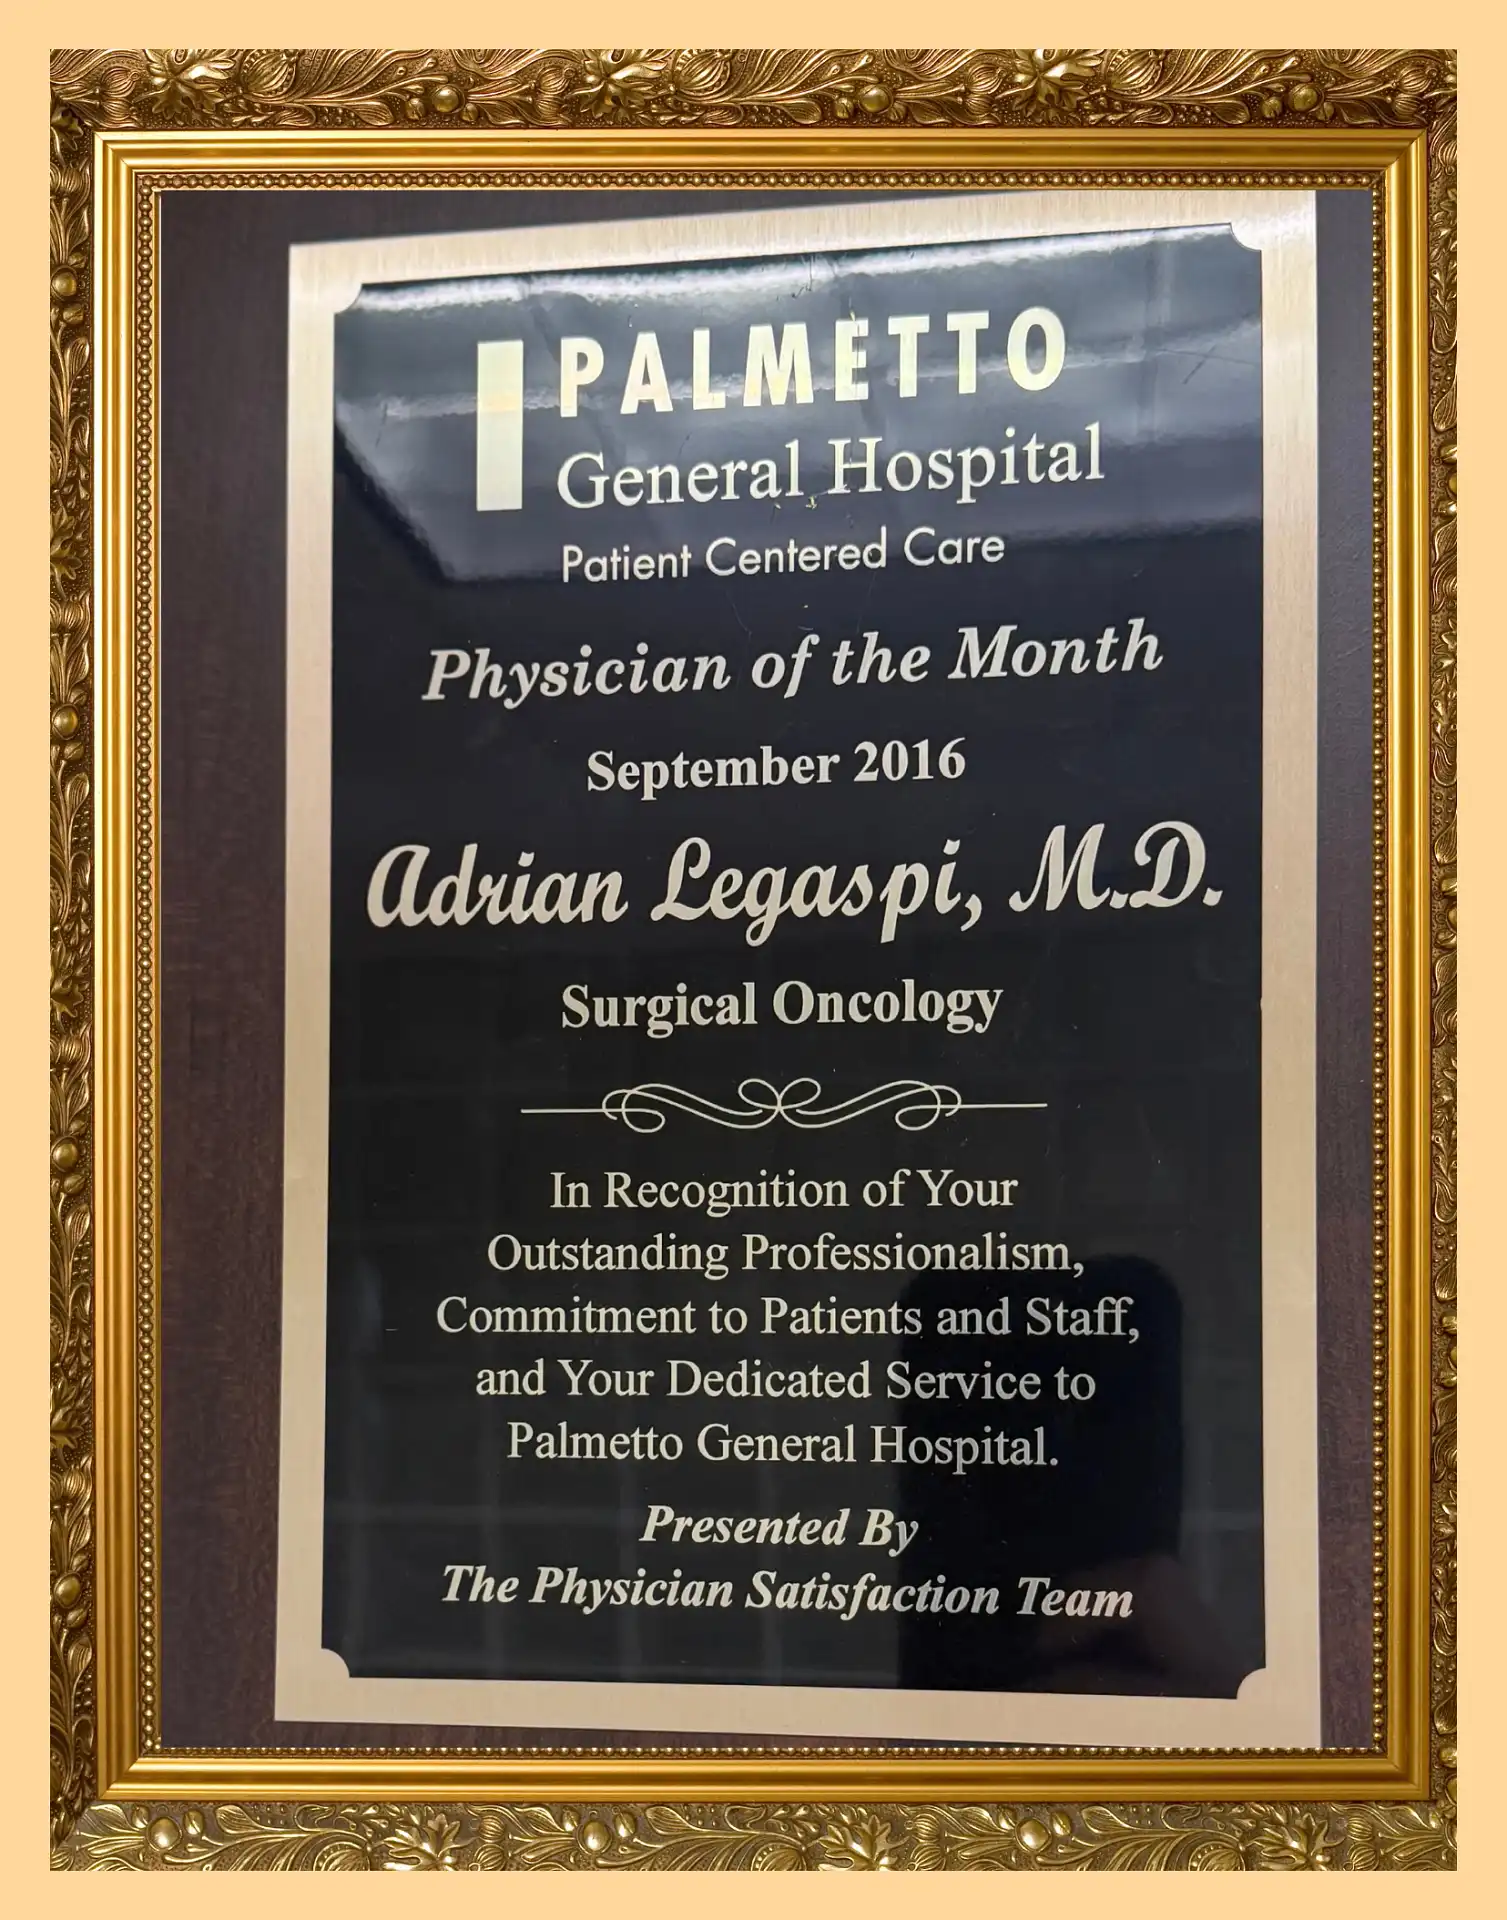 PALMETTO
General Hospital
Patient Centered Care
Physician of the Month
September 2016
Adrian Legaspi, M.D.
Surgical Oncology
In Recognition of Your
Outstanding Professionalism,
Commitment to Patients and Staff,
and Your Dedicated Service to
Palmetto General Hospital.
Presented By
The Physician Satisfaction Team